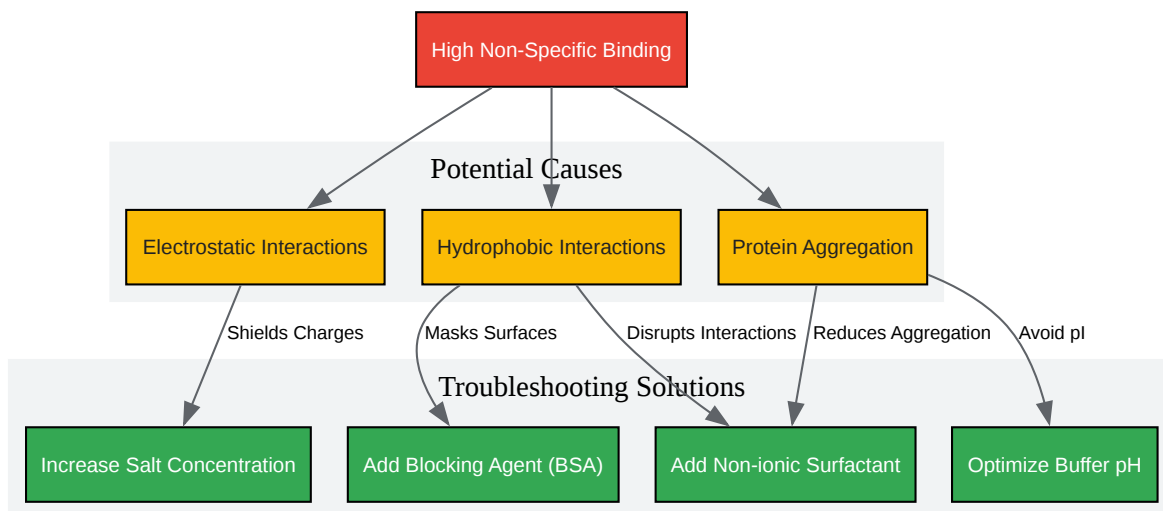 High Non-Specific Binding
Potential Causes
Electrostatic Interactions
Hydrophobic Interactions
Protein Aggregation
Shields Charges
Masks Surfaces
Disrupts Interactions
Reduces Aggregation
Avoid pI
Troubleshooting Solutions
Increase Salt Concentration
Add Blocking Agent (BSA)
Add Non-ionic Surfactant
Optimize Buffer pH